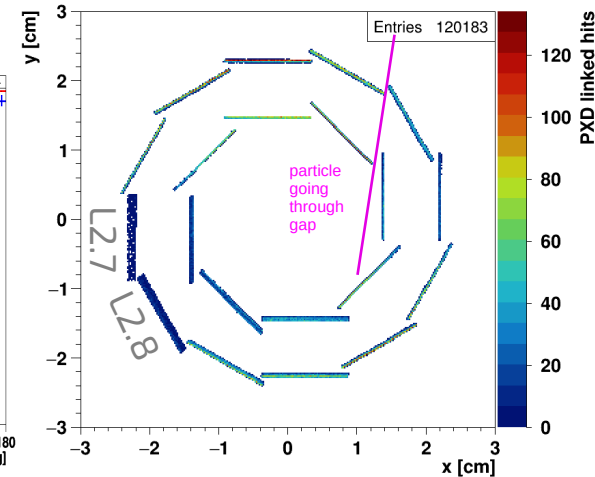 y [cm]
Entries 120183
3
2
1
0
−1
−2
−3
−3
−2
−1
0
1
2
3
x [cm]
particle
going
through
gap
L2.7
L2.8
120
100
80
60
40
20
0
PXD linked hits
180
g]